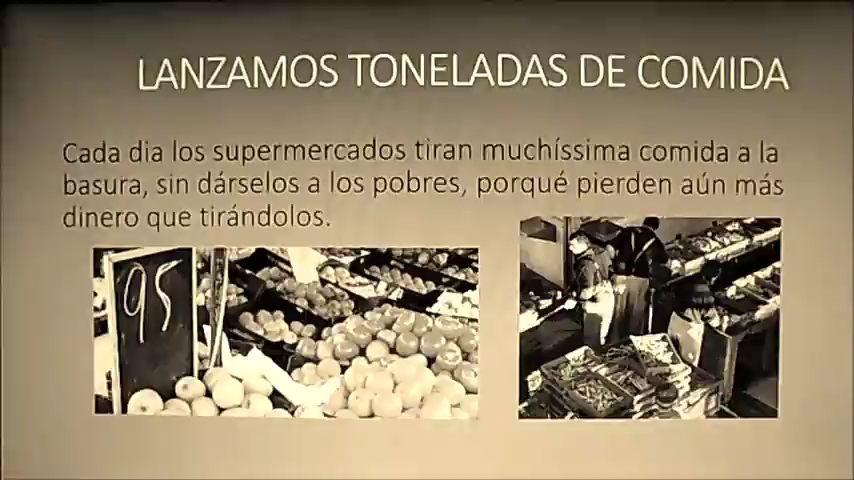 LANZAMOS TONELADAS DE COMIDA
Cada dia los supermercados tiran muchíssima comida a la
basura, sin dárselos a los pobres, porqué pierden aún más
dinero que tirándolos.
95